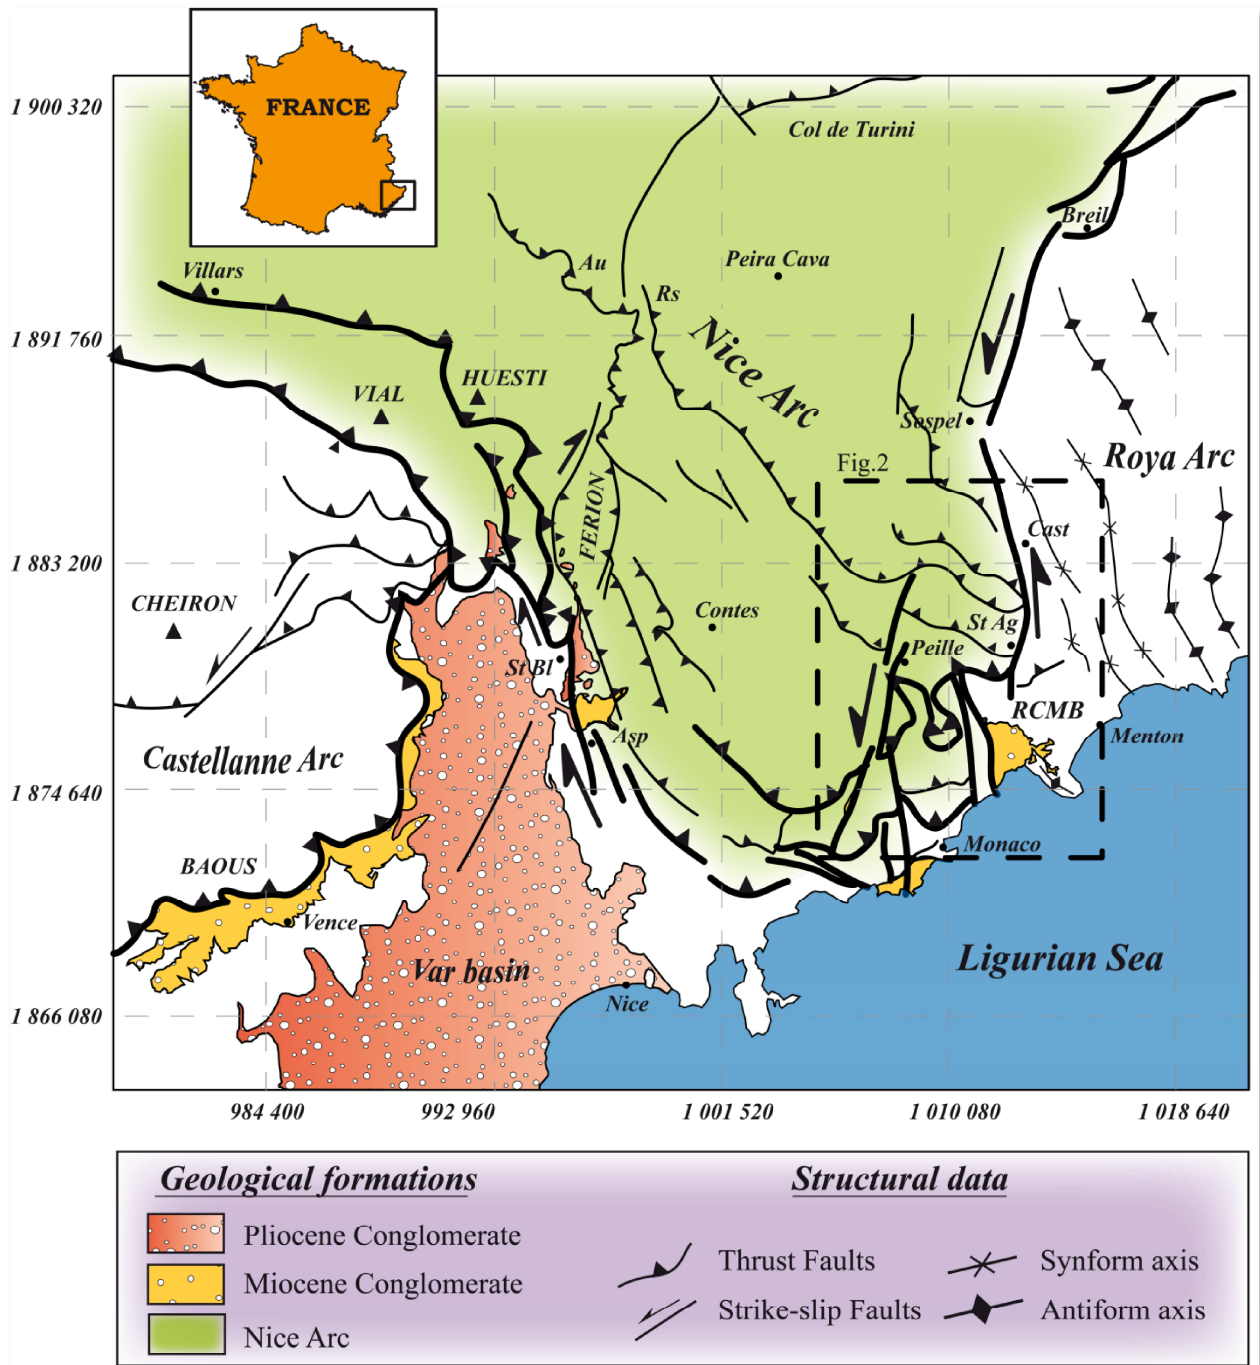 FRANCE
1 900 320
Col de Turini
Breil
Villars
Au
Peira Cava
Rs
1 891 760
Nice Arc
VIAL
HUESTI
Sospel
Fig.2
Roya Arc
FERION
Cast
1 883 200
CHEIRON
Contes
St Ag
Peille
St Bl
RCMB
Asp
Menton
Castellanne Arc
1 874 640
Monaco
BAOUS
Vence
Var basin
Ligurian Sea
Nice
1 866 080
984 400
992 960
1 001 520
1 010 080
1 018 640
Geological formations
Structural data
Pliocene Conglomerate
Thrust Faults
Synform axis
Miocene Conglomerate
Strike-slip Faults
Antiform axis
Nice Arc